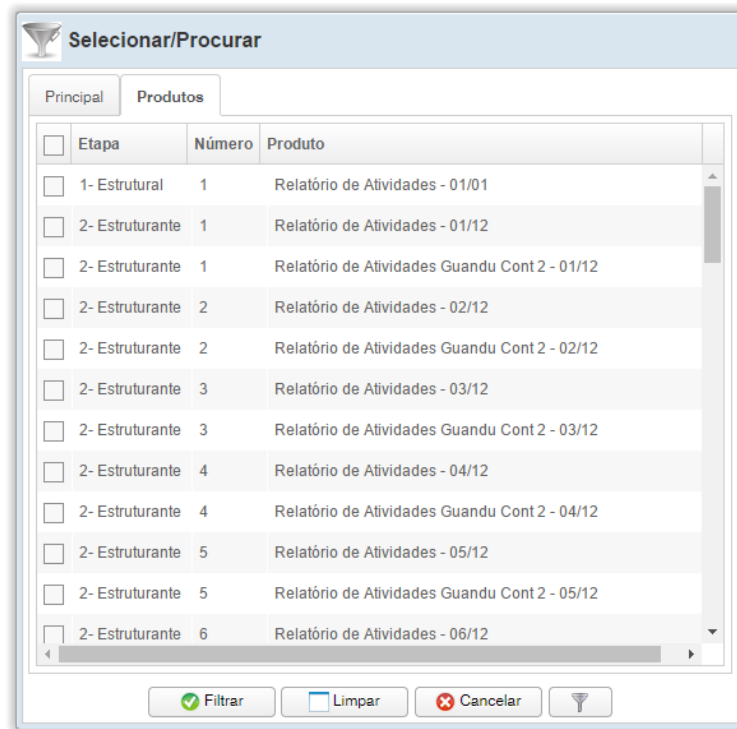 Selecionar/Procurar
Principal Produtos
Etapa Número Produto
1- Estrutural 1 Relatório de Atividades - 01/01
2- Estruturante 1 Relatório de Atividades - 01/12
2- Estruturante 1 Relatório de Atividades Guandu Cont 2 - 01/12
2- Estruturante 2 Relatório de Atividades - 02/12
2- Estruturante 2 Relatório de Atividades Guandu Cont 2 - 02/12
2- Estruturante 3 Relatório de Atividades - 03/12
2- Estruturante 3 Relatório de Atividades Guandu Cont 2 - 03/12
2- Estruturante 4 Relatório de Atividades - 04/12
2- Estruturante 4 Relatório de Atividades Guandu Cont 2 - 04/12
2- Estruturante 5 Relatório de Atividades - 05/12
2- Estruturante 5 Relatório de Atividades Guandu Cont 2 - 05/12
2- Estruturante 6 Relatório de Atividades - 06/12
Filtrar Limpar Cancelar